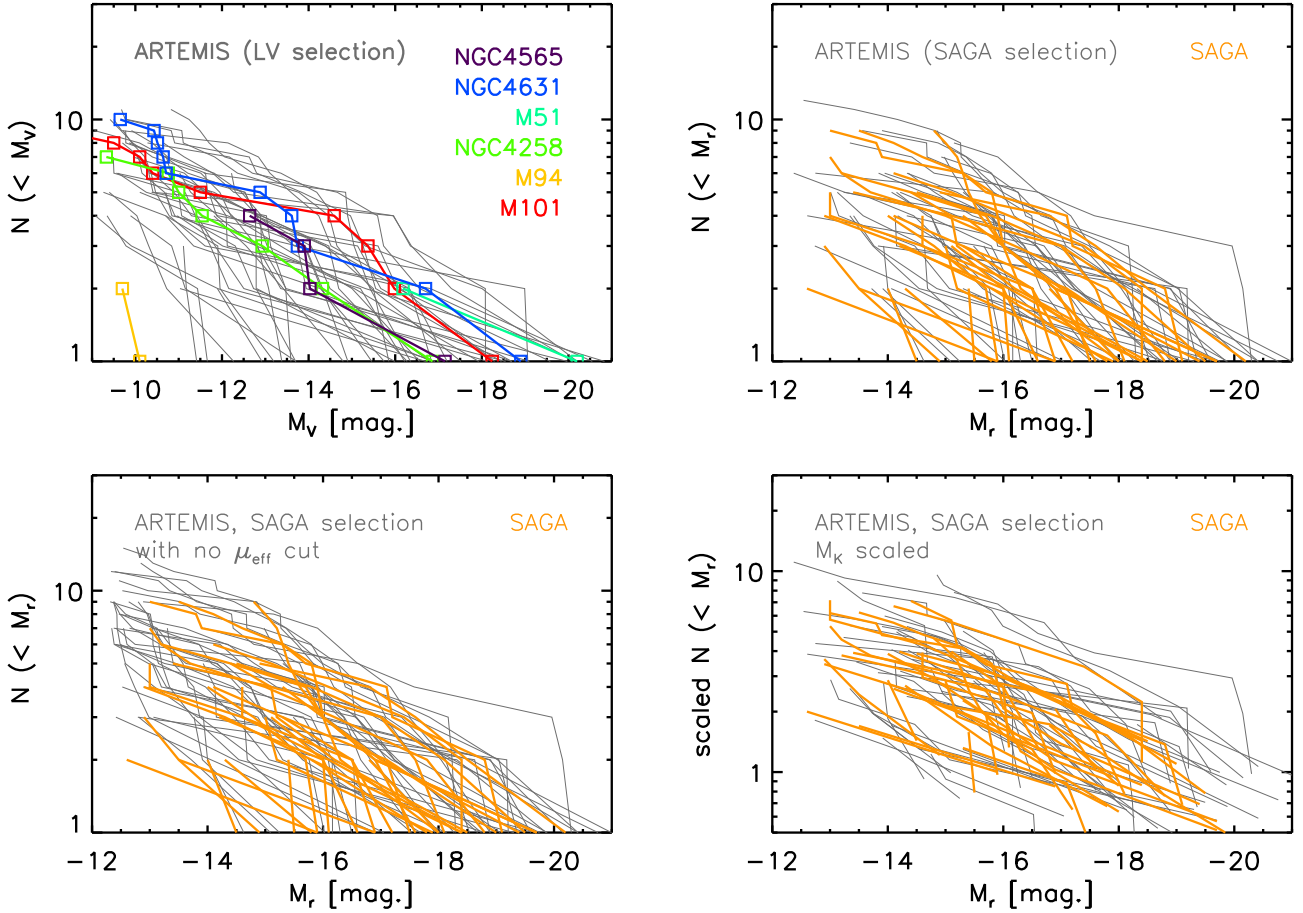 ARTEMIS (LV selection)
NGC4565
NGC4631
M51
NGC4258
M94
M101
10
1
N (< M_V)
−10 −12 −14 −16 −18 −20
M_V [mag.]
ARTEMIS (SAGA selection) SAGA
10
1
N (< M_r)
−12 −14 −16 −18 −20
M_r [mag.]
ARTEMIS, SAGA selection SAGA
with no μ_eff cut
10
1
N (< M_r)
−12 −14 −16 −18 −20
M_r [mag.]
ARTEMIS, SAGA selection SAGA
M_K scaled
10
1
scaled N (< M_r)
−12 −14 −16 −18 −20
M_r [mag.]